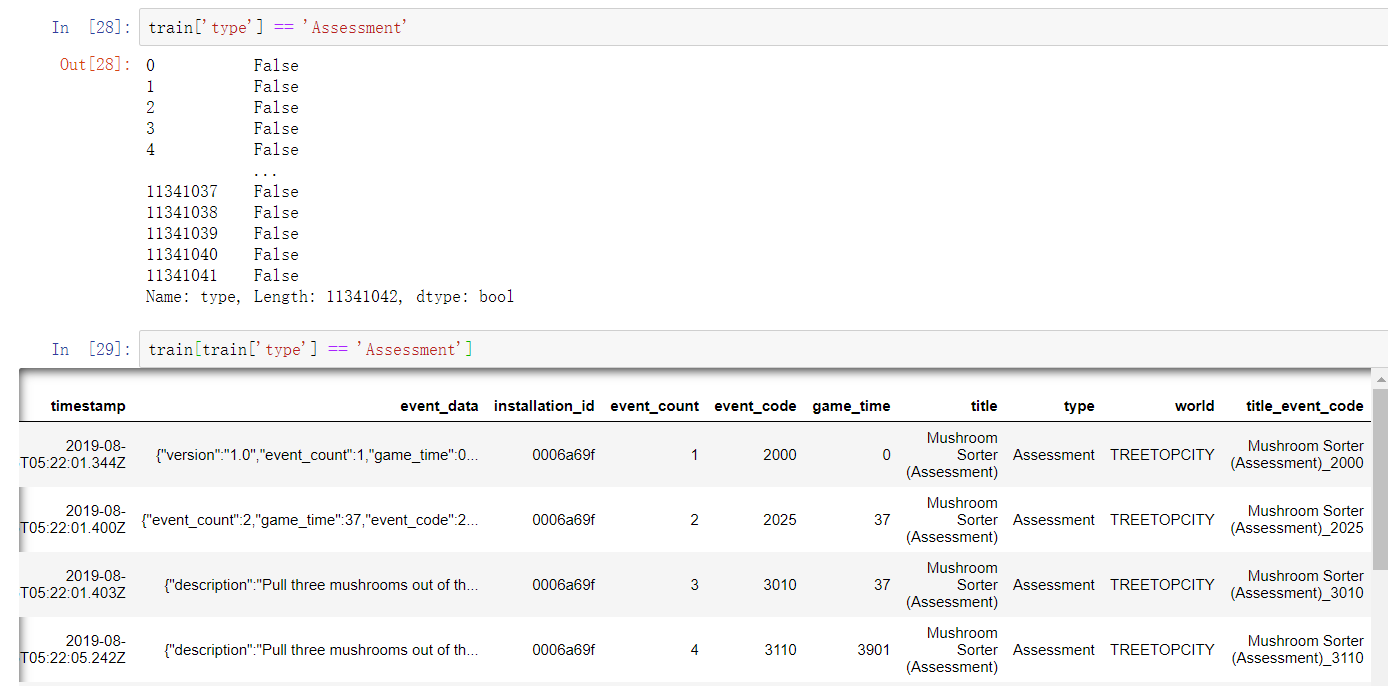 In [28]: train['type'] == 'Assessment'
Out[28]: 0 False
1 False
2 False
3 False
4 False
...
11341037 False
11341038 False
11341039 False
11341040 False
11341041 False
Name: type, Length: 11341042, dtype: bool
In [29]: train[train['type'] == 'Assessment']
timestamp event_data installation_id event_count event_code game_time title type world title_event_code
2019-08-
T05:22:01.344Z {"version":"1.0","event_count":1,"game_time":0... 0006a69f 1 2000 0 Mushroom Sorter (Assessment) Assessment TREETOPCITY Mushroom Sorter (Assessment)_2000
2019-08-
T05:22:01.400Z {"event_count":2,"game_time":37,"event_code":2... 0006a69f 2 2025 37 Mushroom Sorter (Assessment) Assessment TREETOPCITY Mushroom Sorter (Assessment)_2025
2019-08-
T05:22:01.403Z {"description":"Pull three mushrooms out of th... 0006a69f 3 3010 37 Mushroom Sorter (Assessment) Assessment TREETOPCITY Mushroom Sorter (Assessment)_3010
2019-08-
T05:22:05.242Z {"description":"Pull three mushrooms out of th... 0006a69f 4 3110 3901 Mushroom Sorter (Assessment) Assessment TREETOPCITY Mushroom Sorter (Assessment)_3110